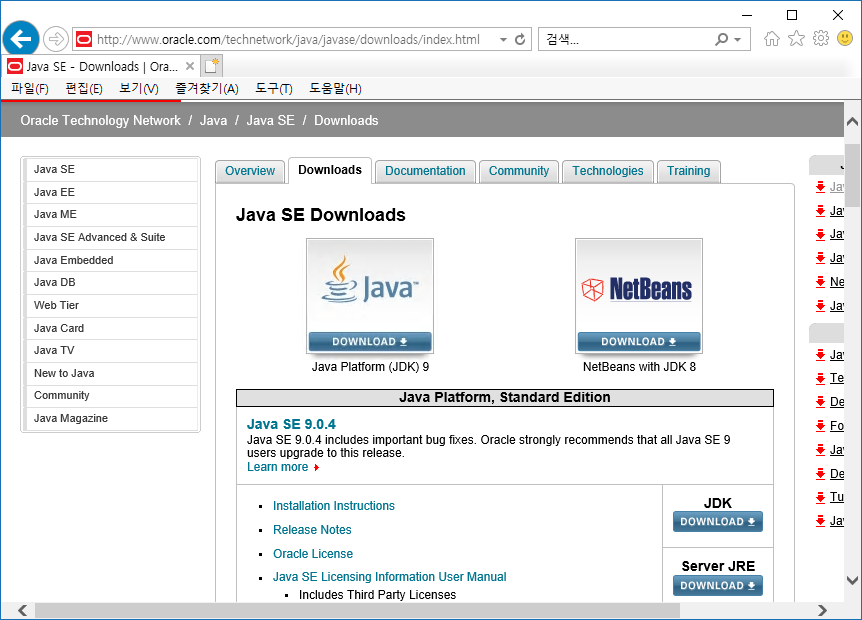 http://www.oracle.com/technetwork/java/javase/downloads/index.html
검색...
Java SE - Downloads | Ora...
파일(F) 편집(E) 보기(V) 즐겨찾기(A) 도구(T) 도움말(H)
Oracle Technology Network / Java / Java SE / Downloads
Java SE
Java EE
Java ME
Java SE Advanced & Suite
Java Embedded
Java DB
Web Tier
Java Card
Java TV
New to Java
Community
Java Magazine
Overview Downloads Documentation Community Technologies Training
Java SE Downloads
Java™
DOWNLOAD
Java Platform (JDK) 9
NetBeans
DOWNLOAD
NetBeans with JDK 8
Java Platform, Standard Edition
Java SE 9.0.4
Java SE 9.0.4 includes important bug fixes. Oracle strongly recommends that all Java SE 9
users upgrade to this release.
Learn more
Installation Instructions
Release Notes
Oracle License
Java SE Licensing Information User Manual
Includes Third Party Licenses
JDK
DOWNLOAD
Server JRE
DOWNLOAD